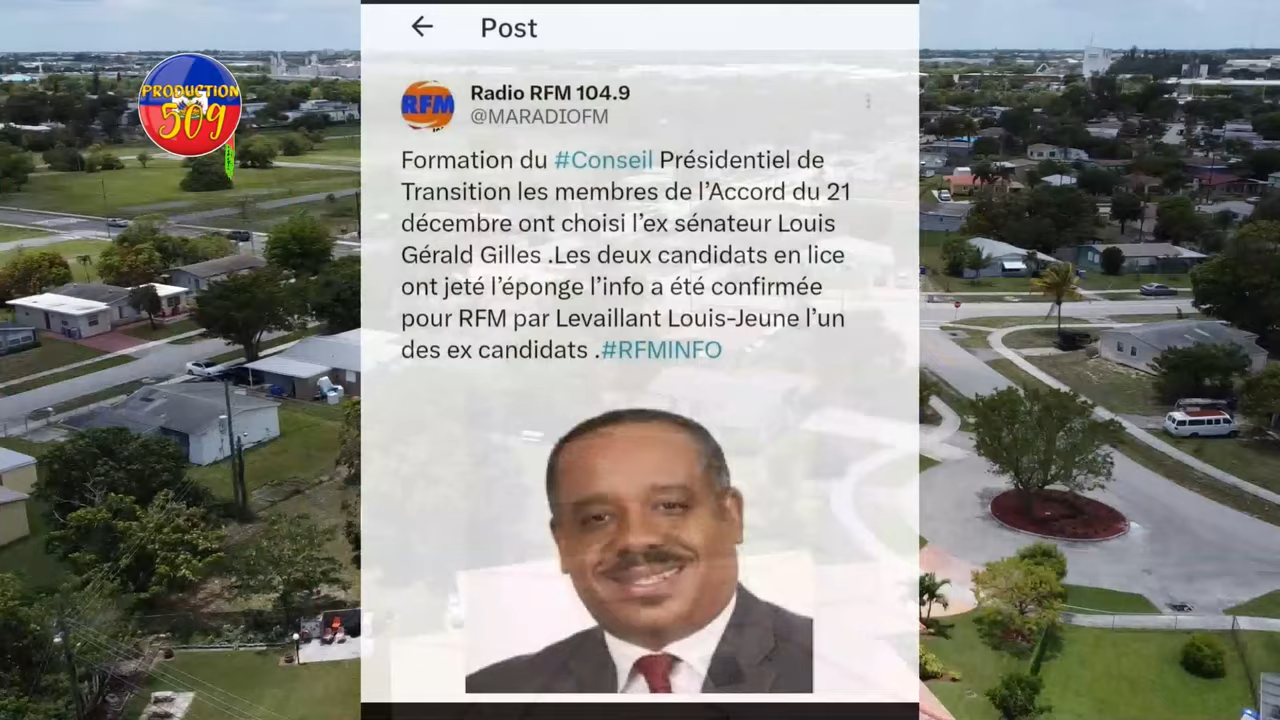 PRODUCTION
509
Post
RFM
Radio RFM 104.9
@MARADIOFM
Formation du #Conseil Présidentiel de
Transition les membres de l’Accord du 21
décembre ont choisi l’ex sénateur Louis
Gérald Gilles .Les deux candidats en lice
ont jeté l’éponge l’info a été confirmée
pour RFM par Levaillant Louis-Jeune l’un
des ex candidats .#RFMINFO